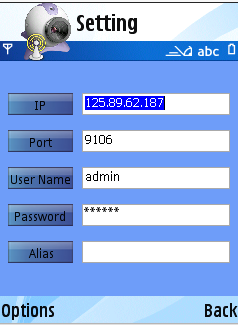 Setting
abc
IP 125.89.62.187
Port 9106
User Name admin
Password ******
Alias
Options Back